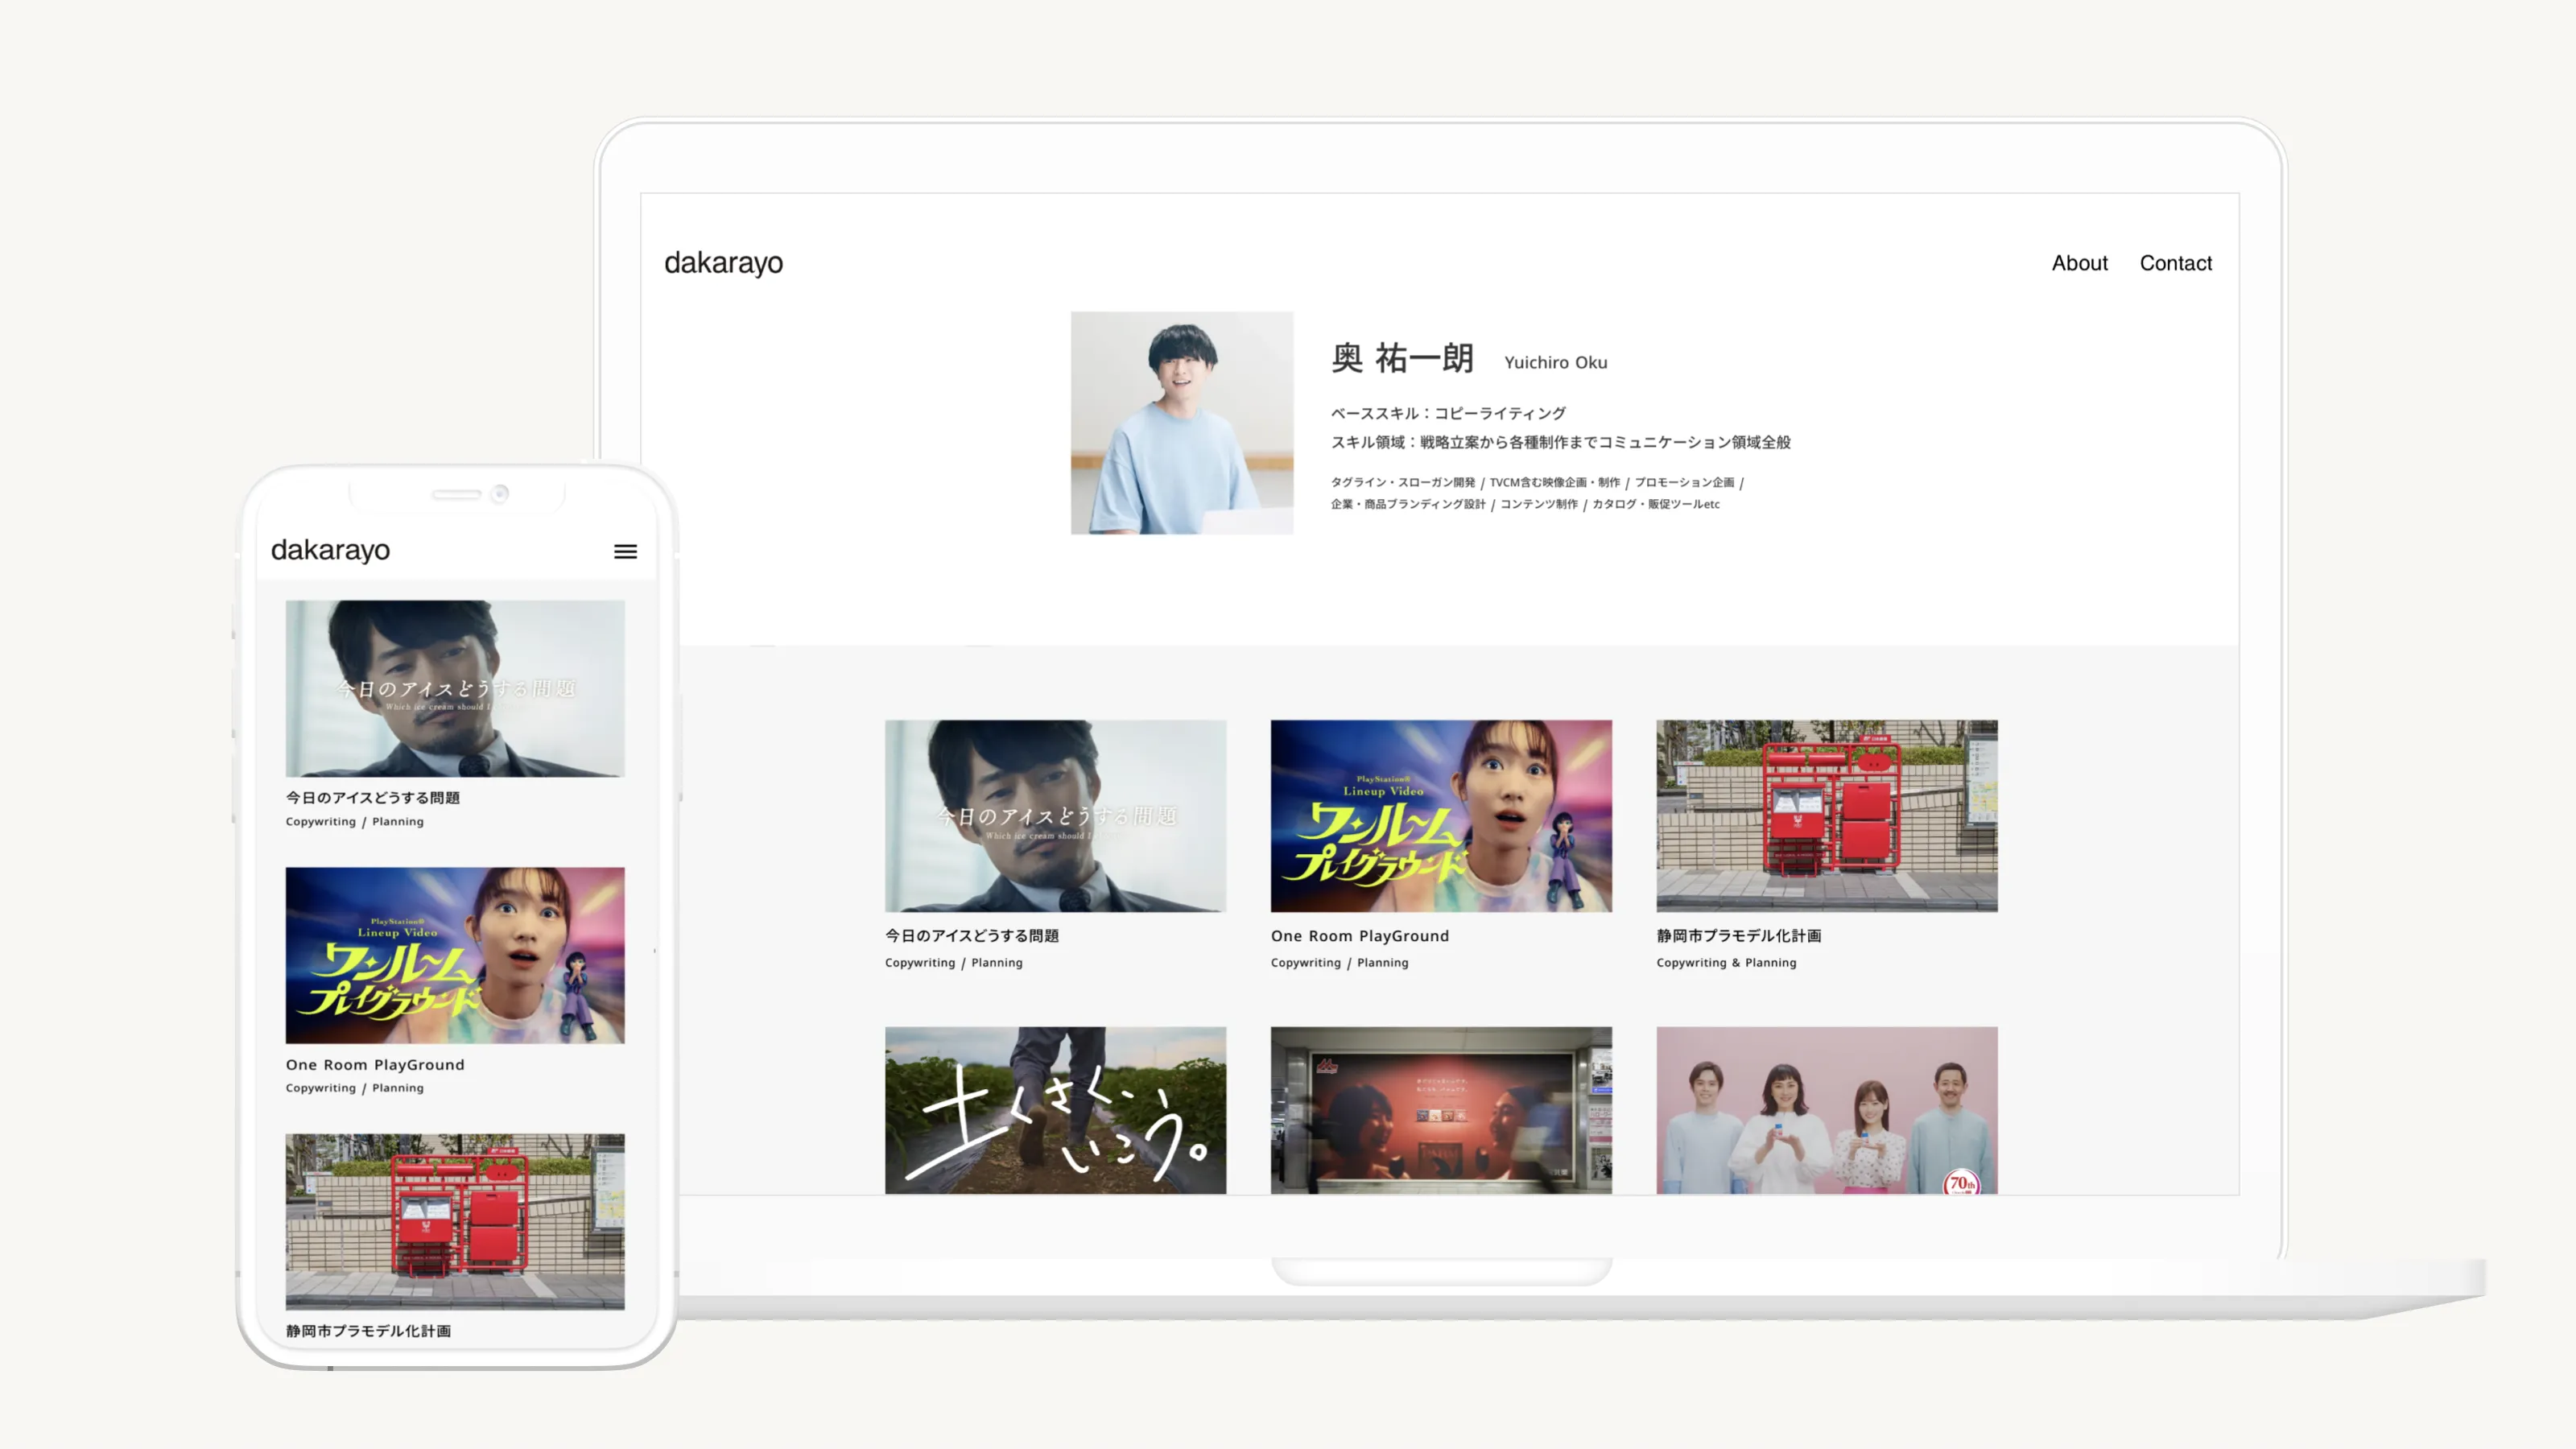 dakarayo
About
Contact
奥 祐一朗 Yuichiro Oku
ベーススキル：コピーライティング
スキル領域：戦略立案から各種制作までコミュニケーション領域全般
タグライン・スローガン開発 / TVCM含む映像企画・制作 / プロモーション企画 /
企業・商品ブランディング設計 / コンテンツ制作 / カタログ・販促ツールetc
今日のアイスどうする問題
Which ice cream should I
今日のアイスどうする問題
Copywriting / Planning
PlayStation®
Lineup Video
ワンルーム
プレイグラウンド
One Room PlayGround
Copywriting / Planning
静岡市プラモデル化計画
Copywriting & Planning
土くさく、
いこう。
70th
dakarayo
今日のアイスどうする問題
Which ice cream should I
今日のアイスどうする問題
Copywriting / Planning
PlayStation®
Lineup Video
ワンルーム
プレイグラウンド
One Room PlayGround
Copywriting / Planning
静岡市プラモデル化計画